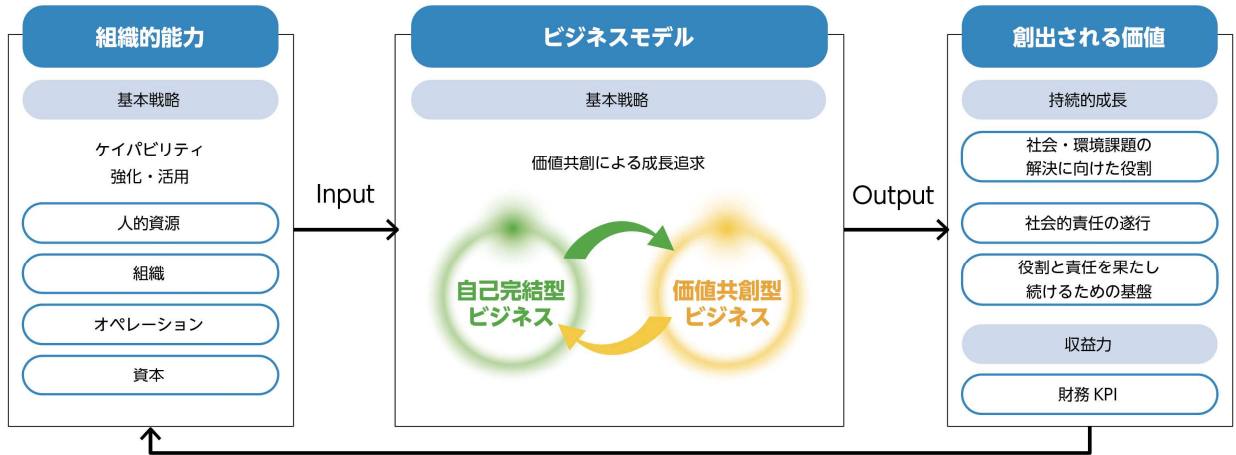 組織的能力
基本戦略
ケイパビリティ
強化・活用
人的資源
組織
オペレーション
資本
Input
ビジネスモデル
基本戦略
価値共創による成長追求
自己完結型
ビジネス
価値共創型
ビジネス
Output
創出される価値
持続的成長
社会・環境課題の
解決に向けた役割
社会的責任の遂行
役割と責任を果たし
続けるための基盤
収益力
財務 KPI